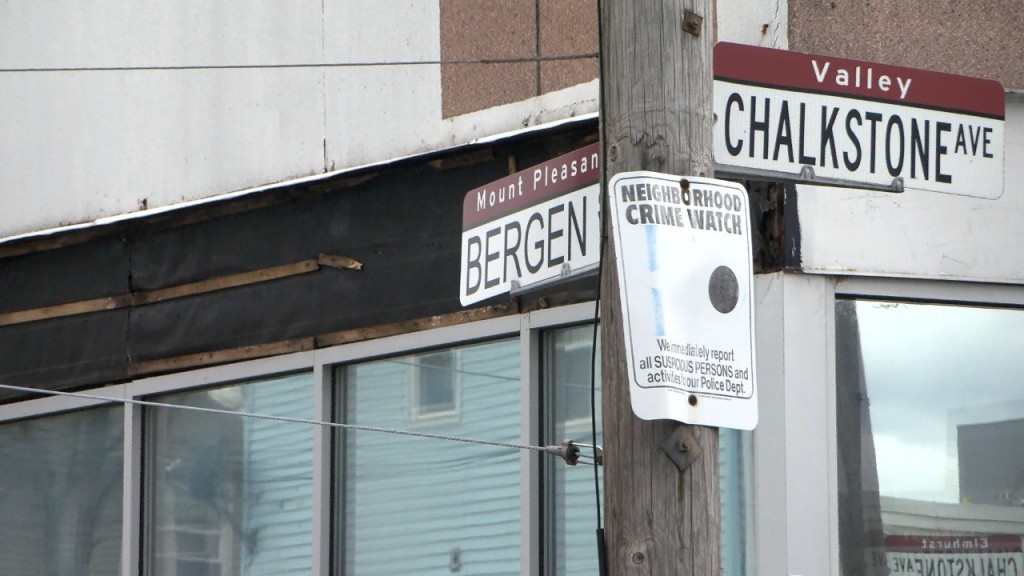 Valley
CHALKSTONE AVE
Mount Pleasan
BERGEN
NEIGHBORHOOD
CRIME WATCH
We immediately report
all SUSPICIOUS PERSONS and
activities to our Police Dept.
Elmhurst
CHALKSTONE AVE